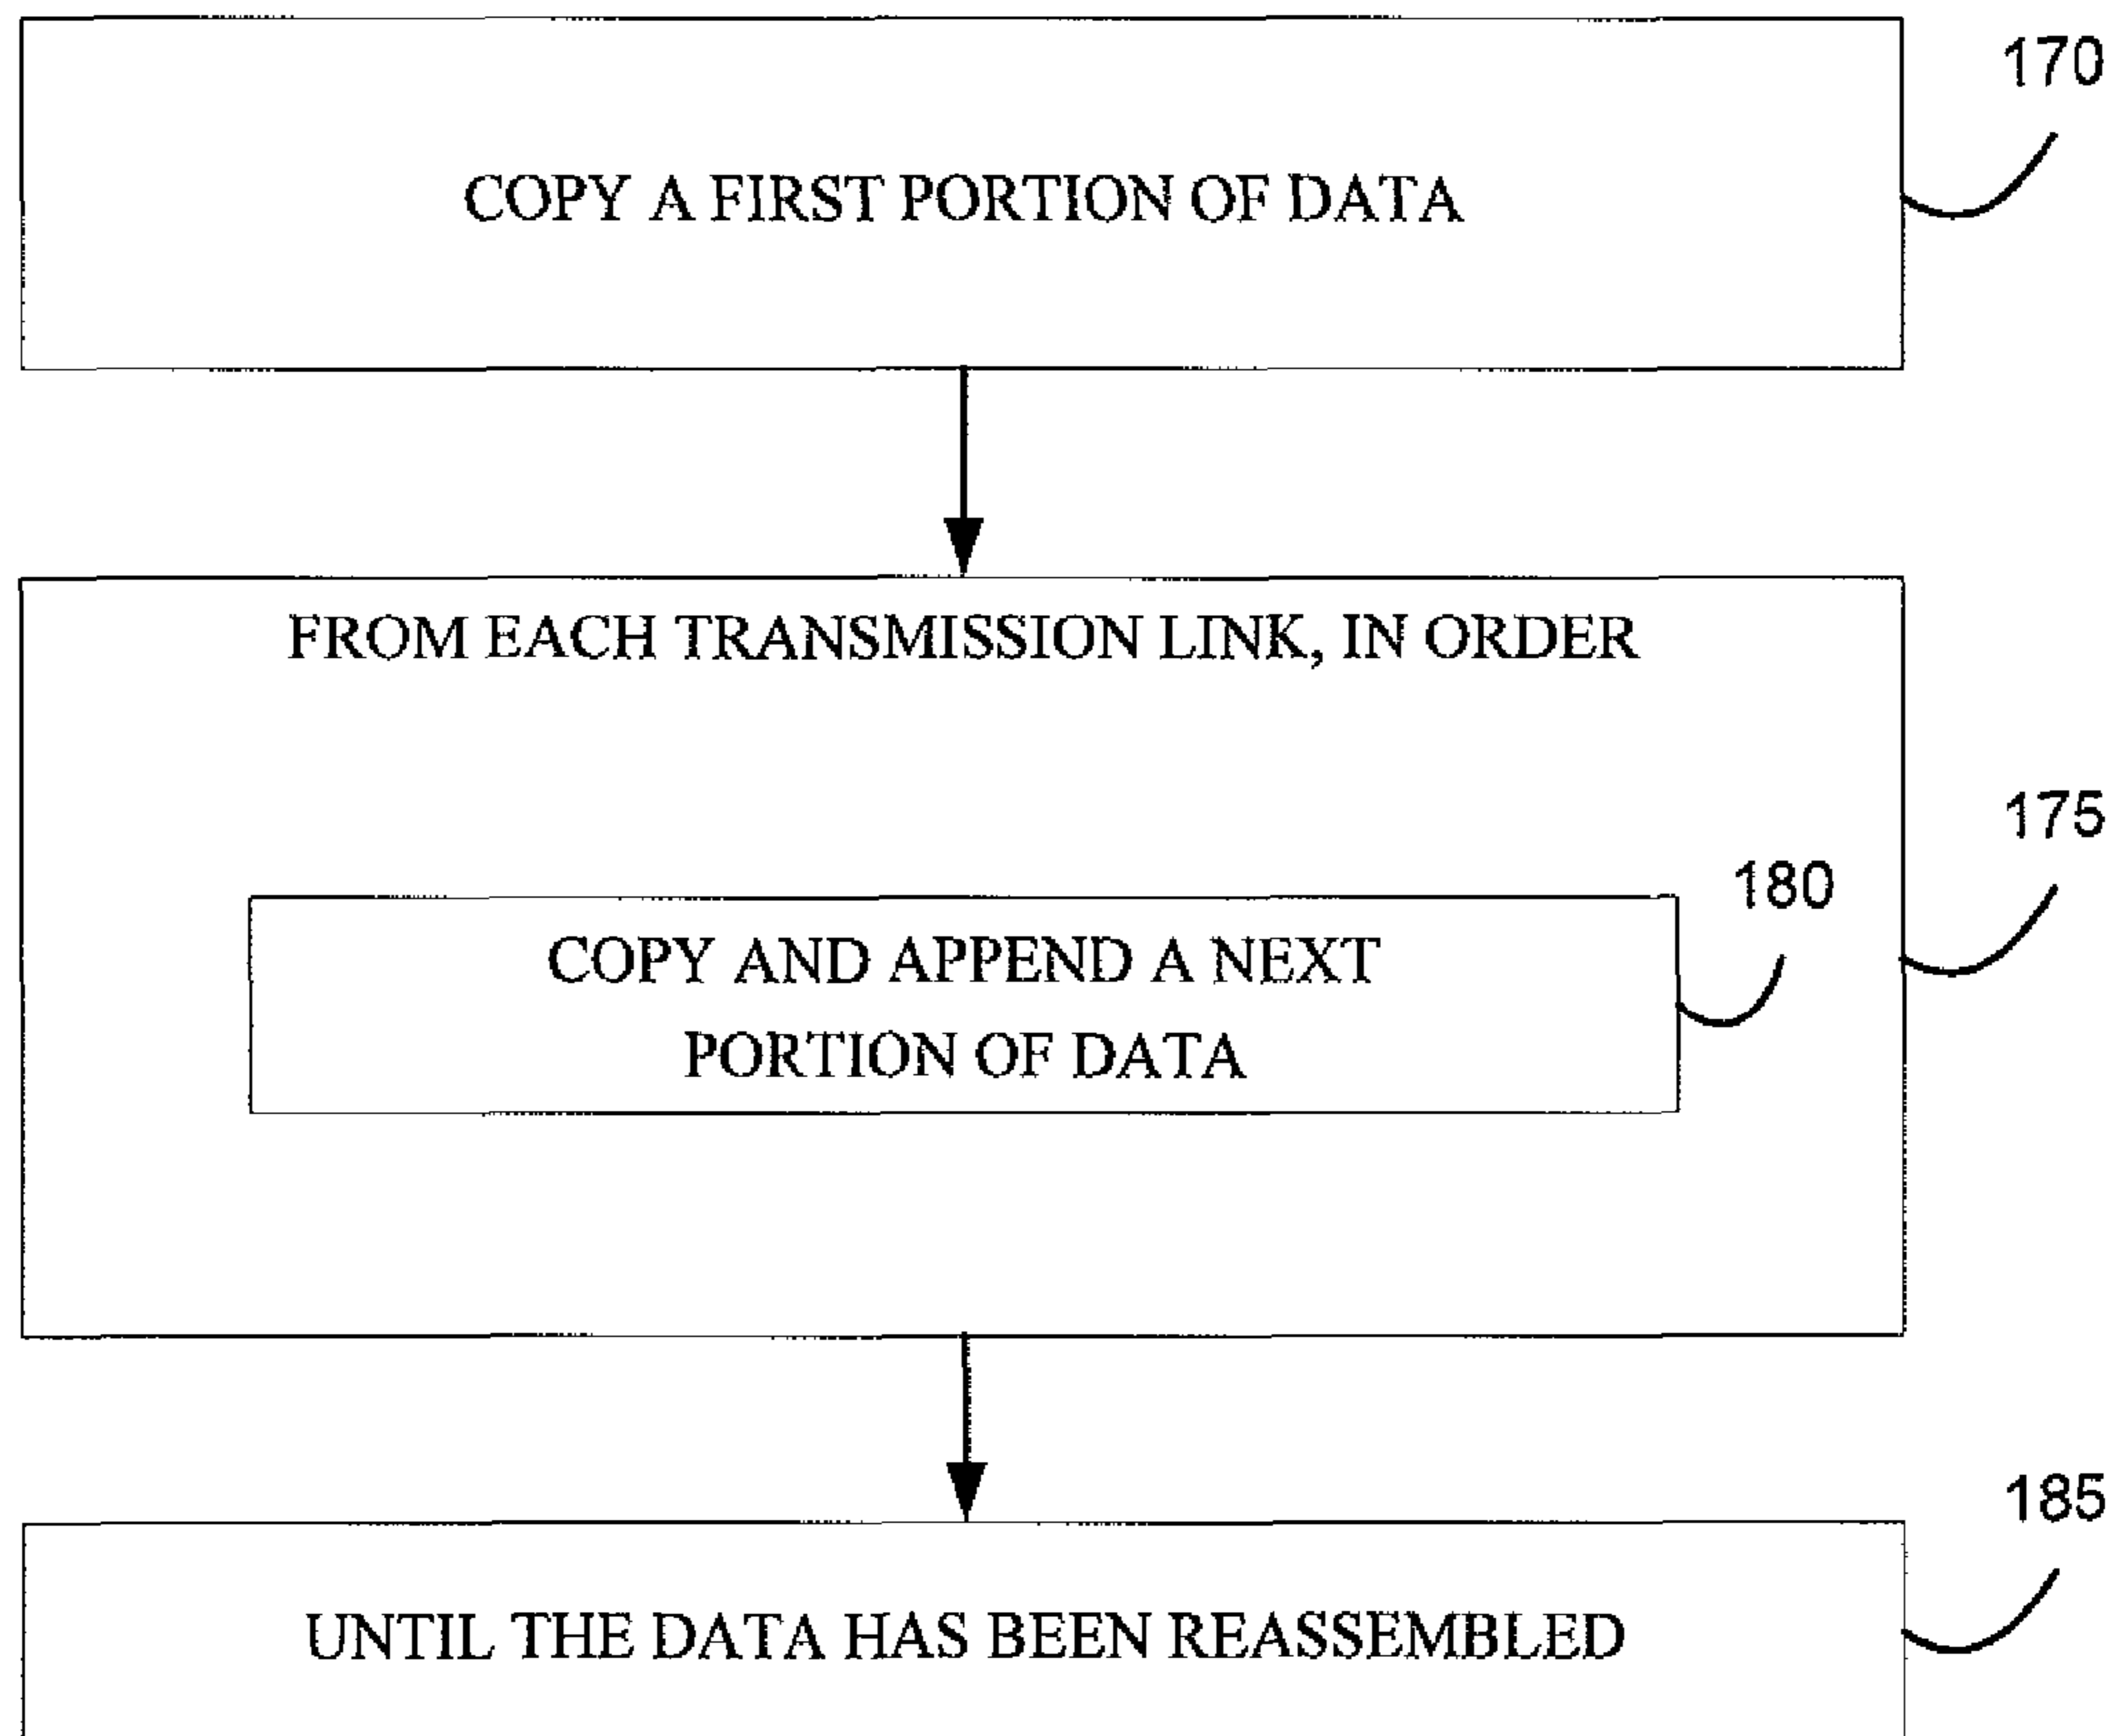 170
COPY A FIRST PORTION OF DATA
FROM EACH TRANSMISSION LINK, IN ORDER
175
180
COPY AND APPEND A NEXT
PORTION OF DATA
185
UNTIL THE DATA HAS BEEN REASSEMBLED